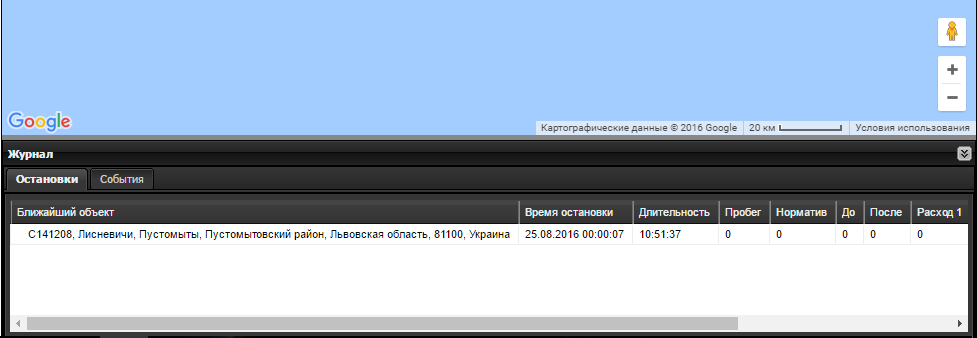 Google
Картографические данные © 2016 Google 20 км Условия использования
Журнал
Остановки События
Ближайший объект Время остановки Длительность Пробег Норматив До После Расход 1
С141208, Лисневичи, Пустомыты, Пустомытовский район, Львовская область, 81100, Украина 25.08.2016 00:00:07 10:51:37 0 0 0 0 0